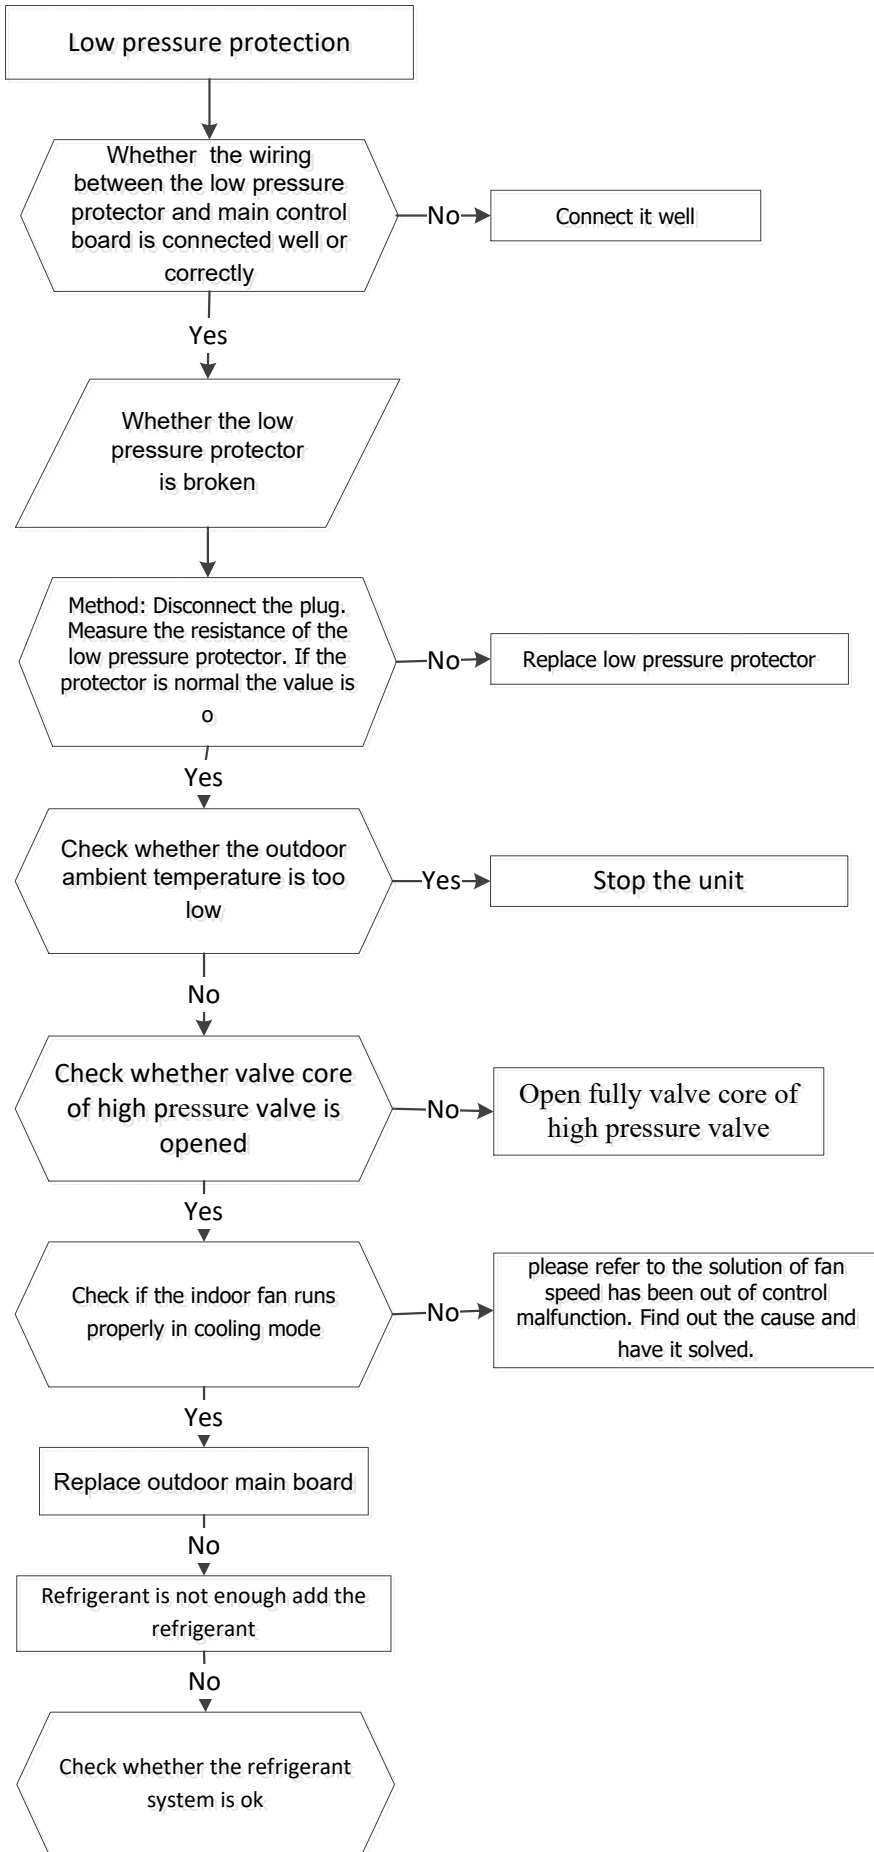 Low pressure protection
Whether the wiring
between the low pressure
protector and main control
board is connected well or
correctly
No
Connect it well
Yes
Whether the low
pressure protector
is broken
Method: Disconnect the plug.
Measure the resistance of the
low pressure protector. If the
protector is normal the value is
o
No
Replace low pressure protector
Yes
Check whether the outdoor
ambient temperature is too
low
Yes
Stop the unit
No
Check whether valve core
of high pressure valve is
opened
No
Open fully valve core of
high pressure valve
Yes
Check if the indoor fan runs
properly in cooling mode
No
please refer to the solution of fan
speed has been out of control
malfunction. Find out the cause and
have it solved.
Yes
Replace outdoor main board
No
Refrigerant is not enough add the
refrigerant
No
Check whether the refrigerant
system is ok